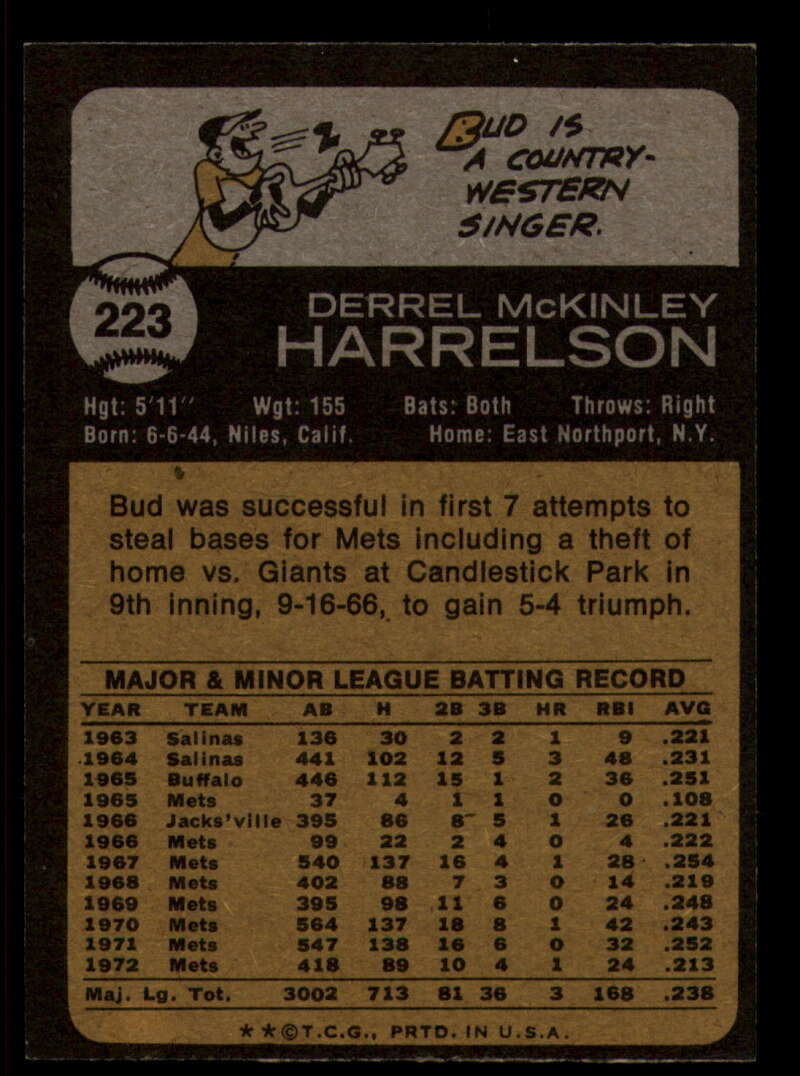 BUD IS
A COUNTRY-
WESTERN
SINGER.
223
DERREL McKINLEY
HARRELSON
Hgt: 5'11" Wgt: 155 Bats: Both Throws: Right
Born: 6-6-44, Niles, Calif. Home: East Northport, N.Y.
Bud was successful in first 7 attempts to
steal bases for Mets including a theft of
home vs. Giants at Candlestick Park in
9th inning, 9-16-66, to gain 5-4 triumph.
MAJOR & MINOR LEAGUE BATTING RECORD
YEAR TEAM AB H 2B 3B HR RBI AVG
1963 Salinas 136 30 2 2 1 9 .221
1964 Salinas 441 102 12 5 3 48 .231
1965 Buffalo 446 112 15 1 2 36 .251
1965 Mets 37 4 1 1 0 0 .108
1966 Jacks'ville 395 86 8 5 1 26 .221
1966 Mets 99 22 2 4 0 4 .222
1967 Mets 540 137 16 4 1 28 .254
1968 Mets 402 88 7 3 0 14 .219
1969 Mets 395 98 11 6 0 24 .248
1970 Mets 564 137 18 8 1 42 .243
1971 Mets 547 138 16 6 0 32 .252
1972 Mets 418 89 10 4 1 24 .213
Maj. Lg. Tot. 3002 713 81 36 3 168 .238
★★©T.C.G., PRTD. IN U.S.A.